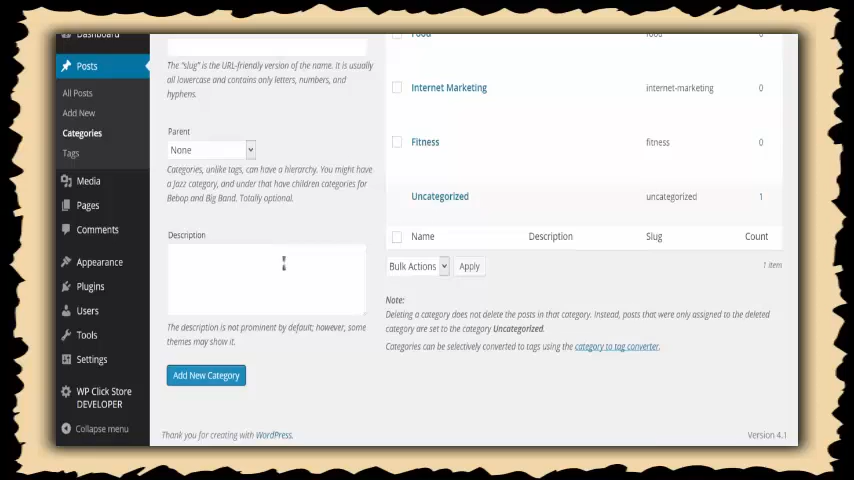 Dashboard
Posts
All Posts
Add New
Categories
Tags
Media
Pages
Comments
Appearance
Plugins
Users
Tools
Settings
WP Click Store
DEVELOPER
Collapse menu
The "slug" is the URL-friendly version of the name. It is usually
all lowercase and contains only letters, numbers, and
hyphens.
Parent
None
Categories, unlike tags, can have a hierarchy. You might have
a Jazz category, and under that have children categories for
Bebop and Big Band. Totally optional.
Description
The description is not prominent by default; however, some
themes may show it.
Add New Category
Food food 0
Internet Marketing internet-marketing 0
Fitness fitness 0
Uncategorized uncategorized 1
Name Description Slug Count
Bulk Actions Apply 1 item
Note:
Deleting a category does not delete the posts in that category. Instead, posts that were only assigned to the deleted
category are set to the category Uncategorized.
Categories can be selectively converted to tags using the category to tag converter.
Thank you for creating with WordPress. Version 4.1